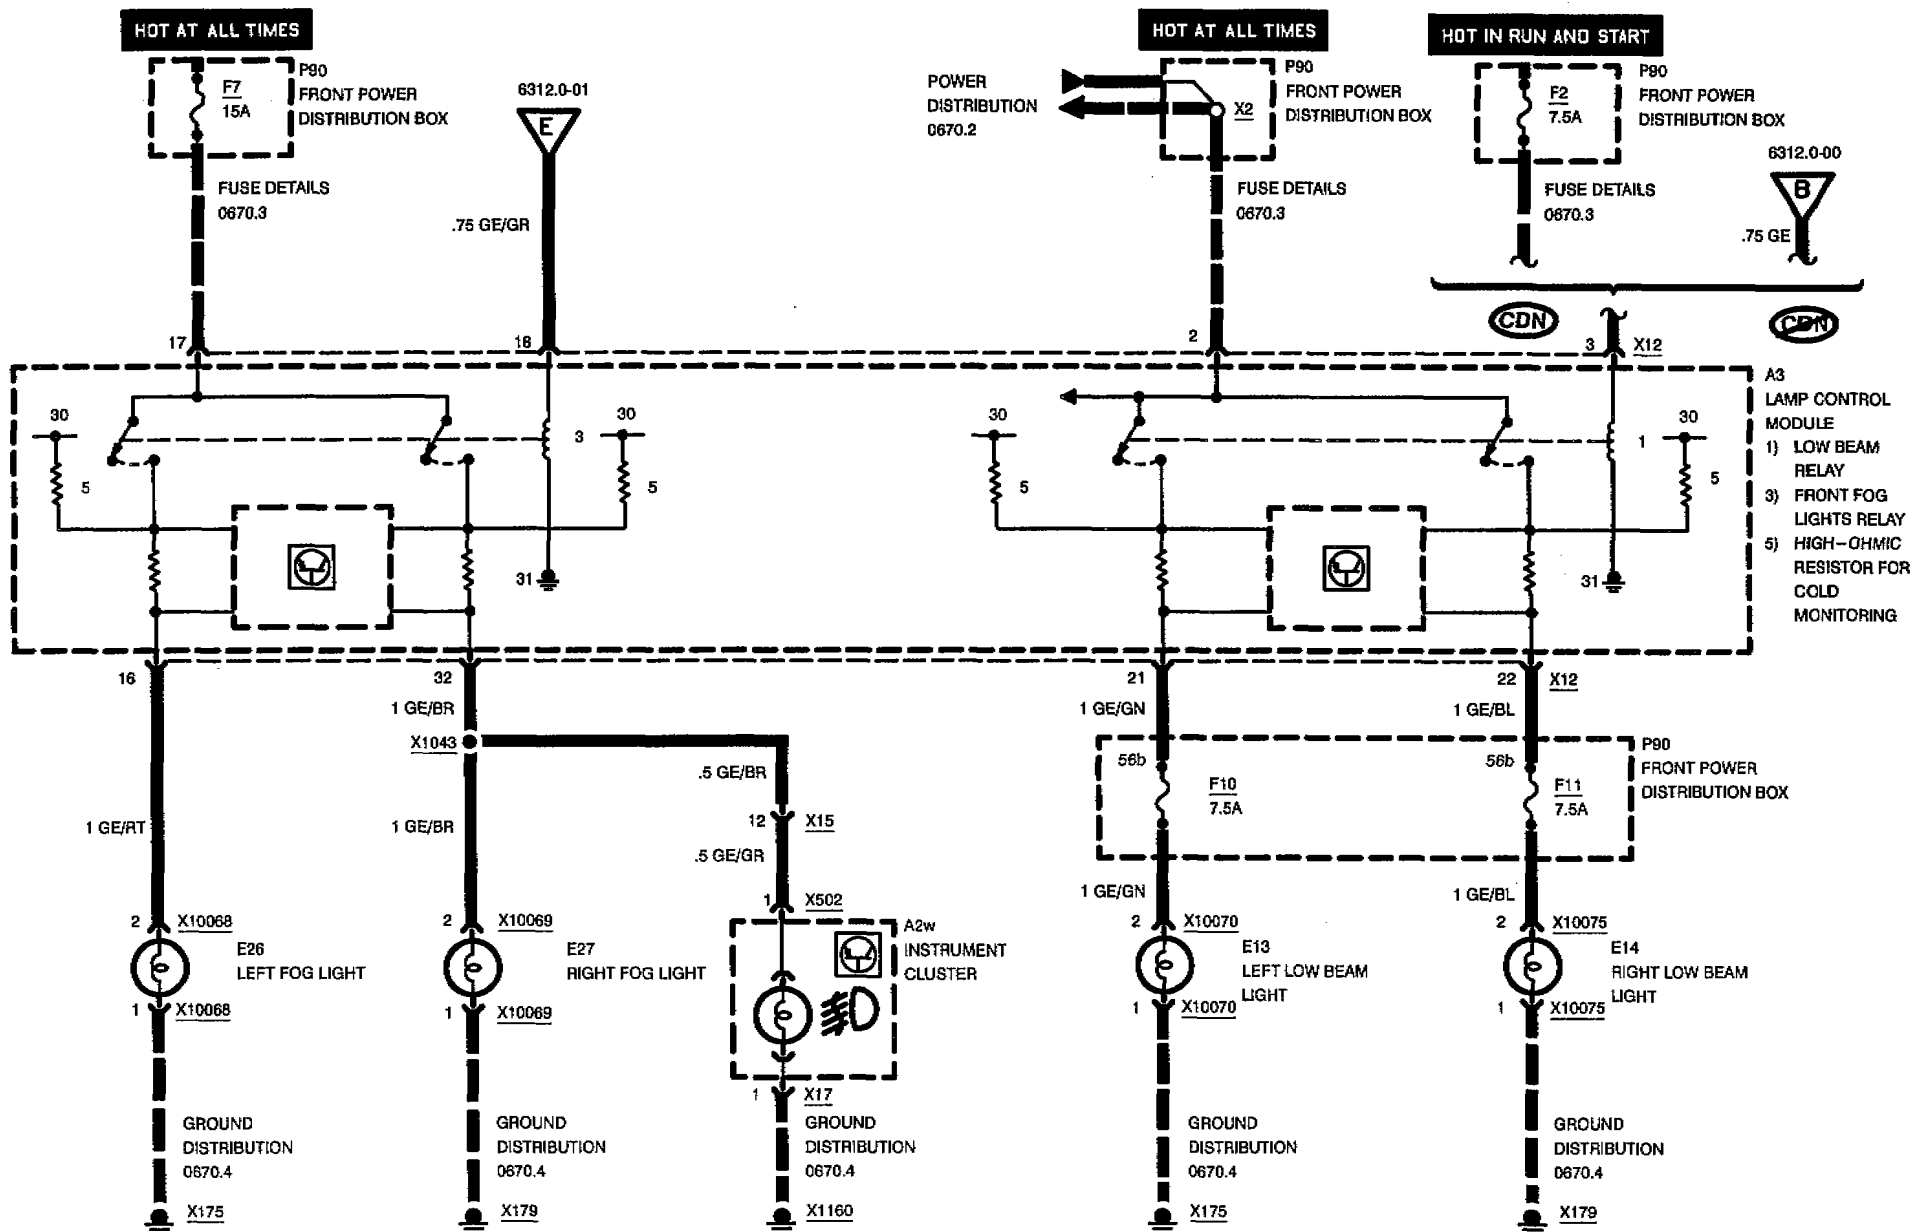 HOT AT ALL TIMES
HOT AT ALL TIMES
HOT IN RUN AND START
F7
15A
P90
FRONT POWER
DISTRIBUTION BOX
6312.0-01
E
POWER
DISTRIBUTION
0670.2
X2
P90
FRONT POWER
DISTRIBUTION BOX
F2
7.5A
P90
FRONT POWER
DISTRIBUTION BOX
6312.0-00
B
FUSE DETAILS
0670.3
.75 GE/GR
FUSE DETAILS
0670.3
FUSE DETAILS
0670.3
.75 GE
CDN
CDN
17
18
2
3
X12
30
3
30
30
1
30
5
5
5
5
31
31
A3
LAMP CONTROL
MODULE
1) LOW BEAM
RELAY
3) FRONT FOG
LIGHTS RELAY
5) HIGH-OHMIC
RESISTOR FOR
COLD
MONITORING
16
32
21
22
X12
1 GE/BR
1 GE/GN
1 GE/BL
X1043
.5 GE/BR
56b
56b
F10
7.5A
F11
7.5A
P90
FRONT POWER
DISTRIBUTION BOX
1 GE/RT
1 GE/BR
12
X15
.5 GE/GR
1 GE/GN
1 GE/BL
1
X502
2
X10068
2
X10069
2
X10070
2
X10075
E26
LEFT FOG LIGHT
E27
RIGHT FOG LIGHT
A2w
INSTRUMENT
CLUSTER
E13
LEFT LOW BEAM
LIGHT
E14
RIGHT LOW BEAM
LIGHT
1
X10068
1
X10069
1
X10070
1
X10075
1
X17
GROUND
DISTRIBUTION
0670.4
GROUND
DISTRIBUTION
0670.4
GROUND
DISTRIBUTION
0670.4
GROUND
DISTRIBUTION
0670.4
GROUND
DISTRIBUTION
0670.4
X175
X179
X1160
X175
X179